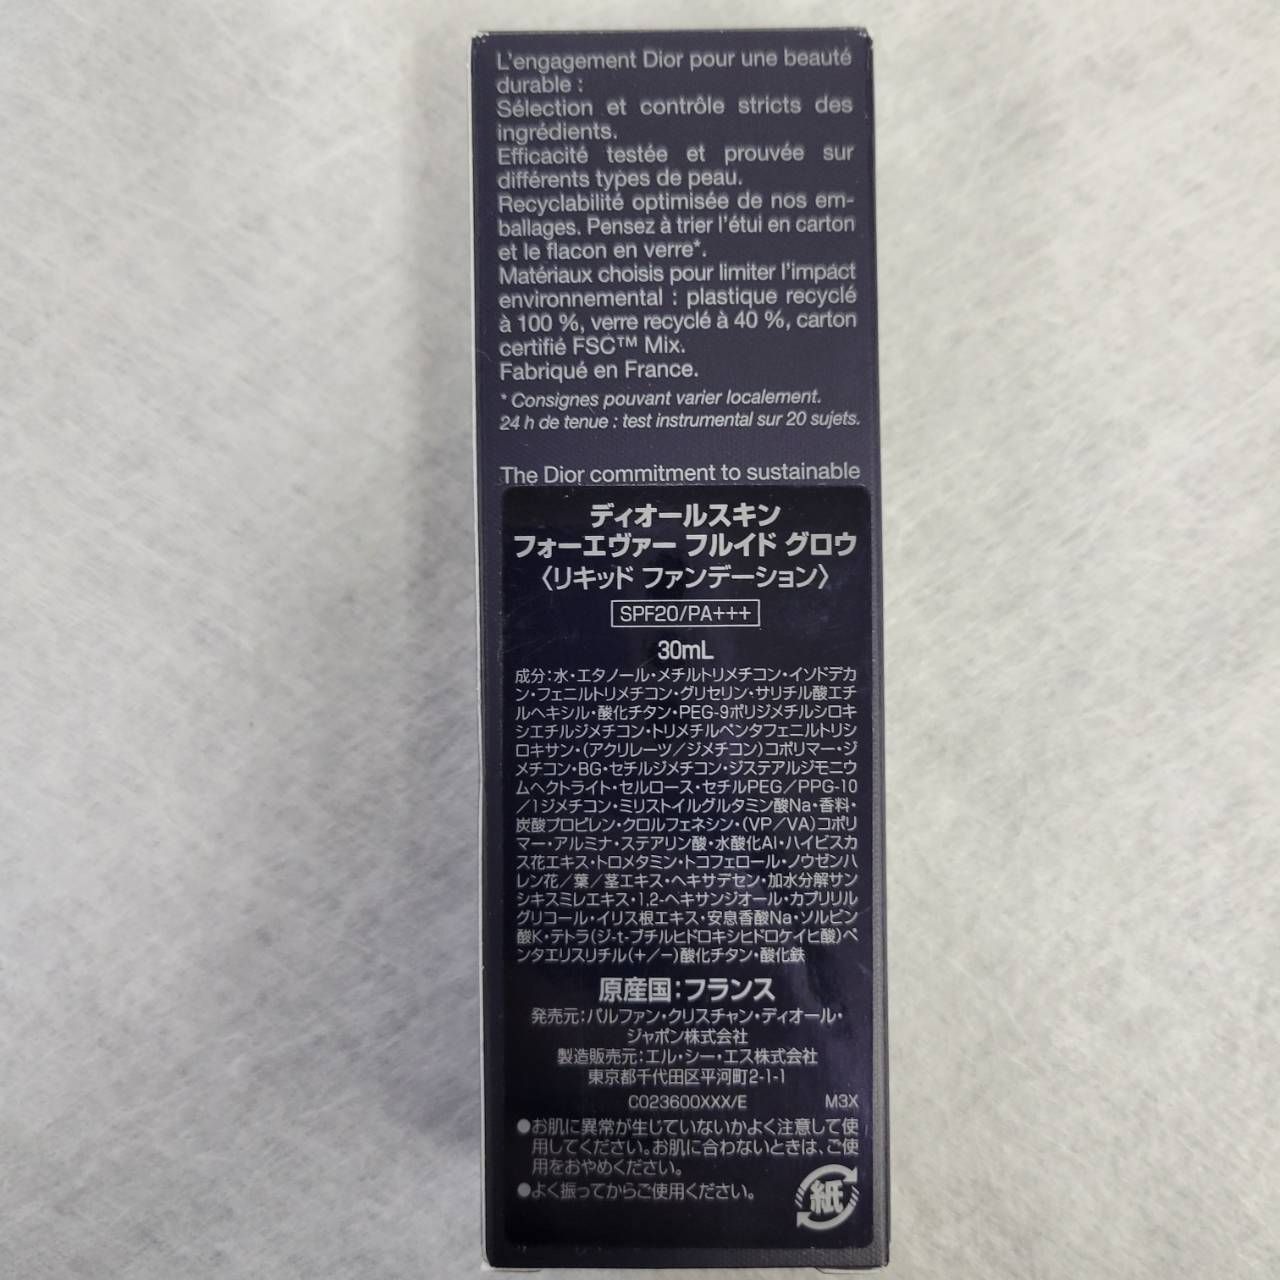 L'engagement Dior pour une beauté
durable :
Sélection et contrôle stricts des
ingrédients.
Efficacité testée et prouvée sur
différents types de peau.
Recyclabilité optimisée de nos em-
ballages. Pensez à trier l'étui en carton
et le flacon en verre*.
Matériaux choisis pour limiter l'impact
environnemental : plastique recyclé
à 100 %, verre recyclé à 40 %, carton
certifié FSC™ Mix.
Fabriqué en France.
* Consignes pouvant varier localement.
24 h de tenue : test instrumental sur 20 sujets.
The Dior commitment to sustainable
ディオールスキン
フォーエヴァー フルイド グロウ
〈リキッド ファンデーション〉
SPF20/PA+++
30mL
成分：水・エタノール・メチルトリメチコン・イソドデカ
ン・フェニルトリメチコン・グリセリン・サリチル酸エチ
ルヘキシル・酸化チタン・PEG-9ポリジメチルシロキ
シエチルジメチコン・トリメチルペンタフェニルトリシ
ロキサン・（アクリレーツ／ジメチコン）コポリマー・ジ
メチコン・BG・セチルジメチコン・ジステアルジモニウ
ムヘクトライト・セルロース・セチルPEG／PPG-10
／1ジメチコン・ミリストイルグルタミン酸Na・香料・
炭酸プロピレン・クロルフェネシン・（VP／VA）コポリ
マー・アルミナ・ステアリン酸・水酸化Al・ハイビスカ
ス花エキス・トロメタミン・トコフェロール・ノウゼンハ
レン花／葉／茎エキス・ヘキサデセン・加水分解サン
シキスミレエキス・1,2-ヘキサンジオール・カプリリル
グリコール・イリス根エキス・安息香酸Na・ソルビン
酸K・テトラ（ジ-t-ブチルヒドロキシヒドロケイヒ酸）ペ
ンタエリスリチル（+／−）酸化チタン・酸化鉄
原産国：フランス
発売元：パルファン・クリスチャン・ディオール・
ジャポン株式会社
製造販売元：エル・シー・エス株式会社
東京都千代田区平河町2-1-1
CO23600XXX/E M3X
●お肌に異常が生じていないかよく注意して使
用してください。お肌に合わないときは、ご使
用をおやめください。
●よく振ってからご使用ください。
紙